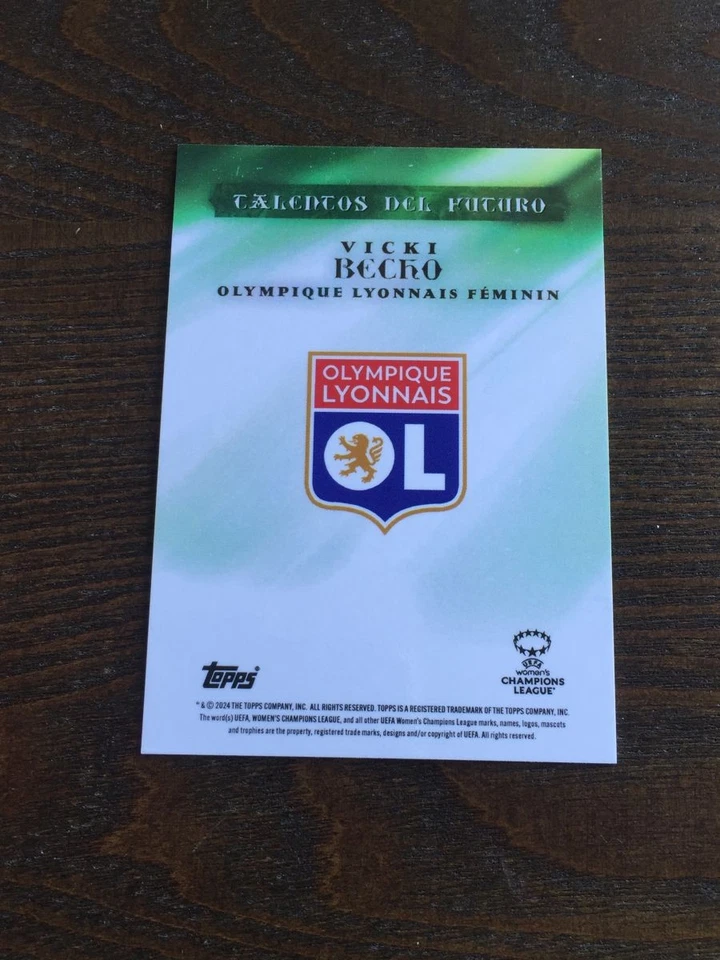 TALENTOS DEL FUTURO
VICKI
BECHO
OLYMPIQUE LYONNAIS FÉMININ
OLYMPIQUE
LYONNAIS
OL
topps®
UEFA
women's
CHAMPIONS
LEAGUE™
® & © 2024 THE TOPPS COMPANY, INC. ALL RIGHTS RESERVED. TOPPS IS A REGISTERED TRADEMARK OF THE TOPPS COMPANY, INC.
The word(s) UEFA, WOMEN'S CHAMPIONS LEAGUE, and all other UEFA Women's Champions League marks, names, logos, mascots
and trophies are the property, registered trade marks, designs and/or copyright of UEFA. All rights reserved.